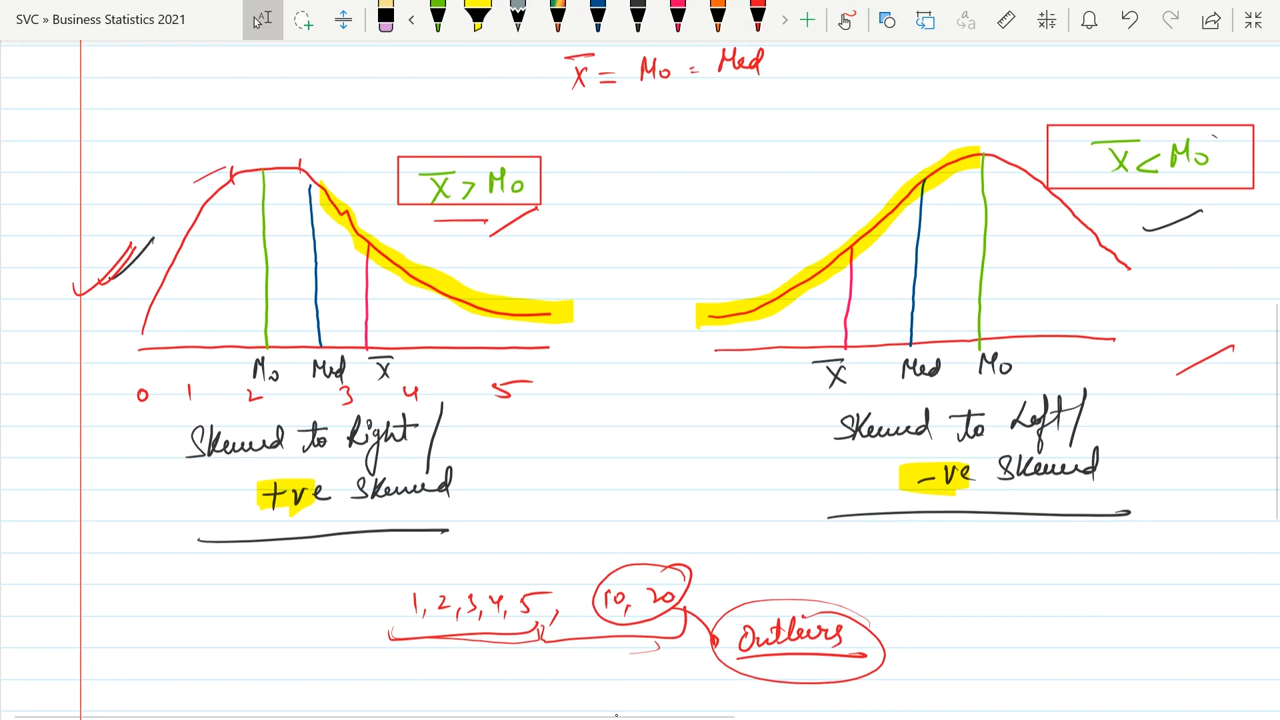 SVC » Business Statistics 2021
X̅ = Mo = Med
X̅ > Mo
X̅ < Mo
Mo Med X̅
0 1 2 3 4 5
Skewed to Right/
+ve Skewed
X̅ Med Mo
Skewed to Left/
-ve Skewed
1, 2, 3, 4, 5, 10, 20
Outliers